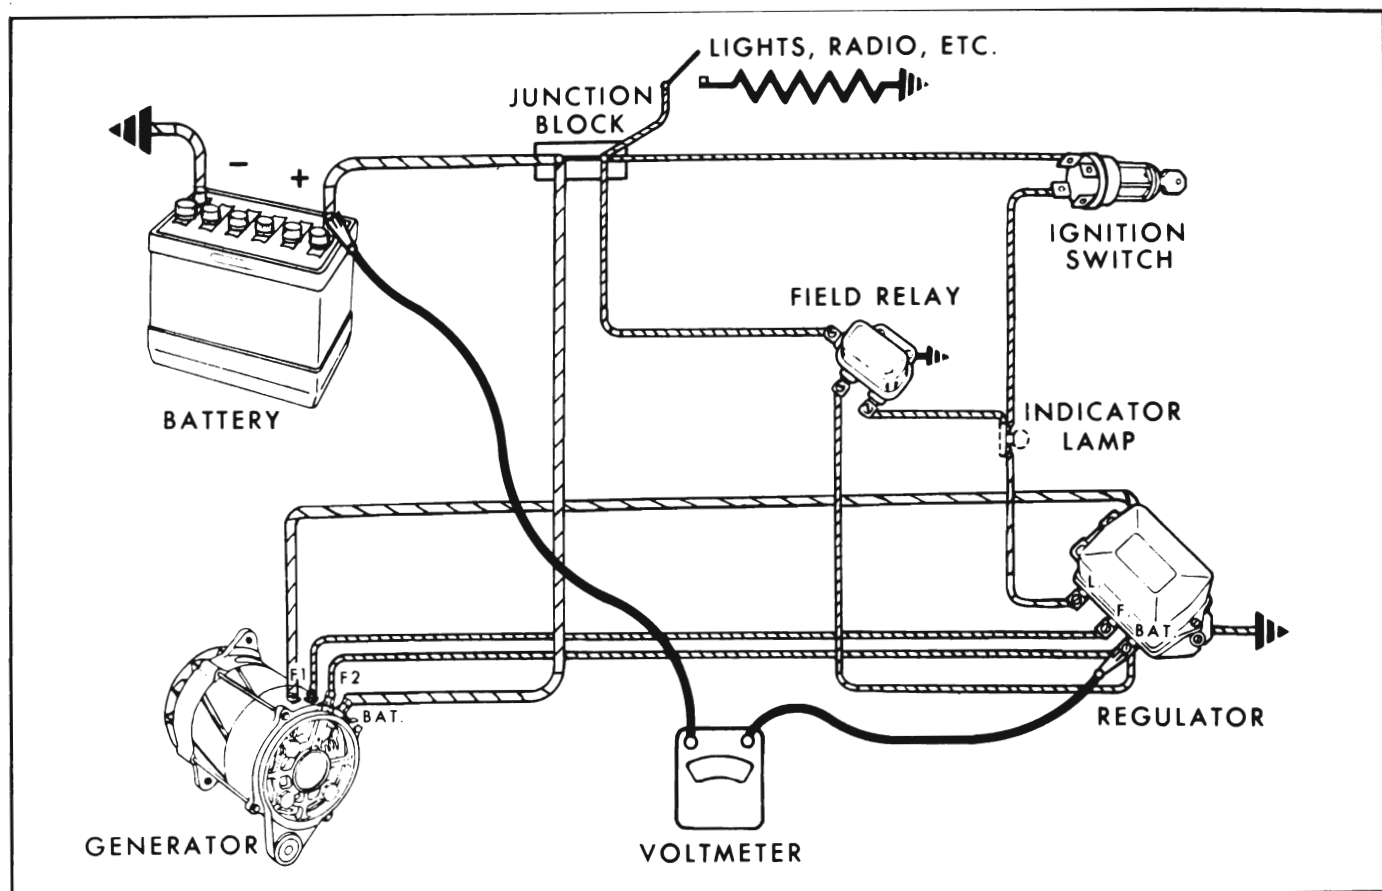 LIGHTS, RADIO, ETC.
JUNCTION
BLOCK
−
+
IGNITION
SWITCH
FIELD RELAY
BATTERY
INDICATOR
LAMP
L
F
BAT.
F1
F2
BAT.
REGULATOR
GENERATOR
VOLTMETER